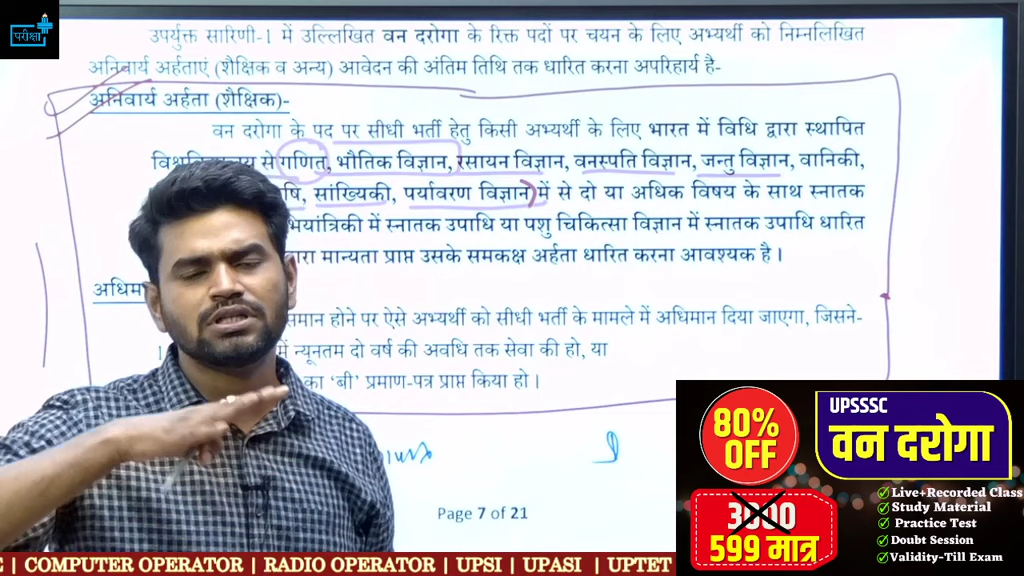 परीक्षा
उपर्युक्त सारिणी-1 में उल्लिखित वन दरोगा के रिक्त पदों पर चयन के लिए अभ्यर्थी को निम्नलिखित
अनिवार्य अर्हताएं (शैक्षिक व अन्य) आवेदन की अंतिम तिथि तक धारित करना अपरिहार्य है-
अनिवार्य अर्हता (शैक्षिक)-
वन दरोगा के पद पर सीधी भर्ती हेतु किसी अभ्यर्थी के लिए भारत में विधि द्वारा स्थापित
से गणित, भौतिक विज्ञान, रसायन विज्ञान, वनस्पति विज्ञान, जन्तु विज्ञान, वानिकी,
षि, सांख्यिकी, पर्यावरण विज्ञान में से दो या अधिक विषय के साथ स्नातक
भियांत्रिकी में स्नातक उपाधि या पशु चिकित्सा विज्ञान में स्नातक उपाधि धारित
द्वारा मान्यता प्राप्त उसके समकक्ष अर्हता धारित करना आवश्यक है।
अधिम
समान होने पर ऐसे अभ्यर्थी को सीधी भर्ती के मामले में अधिमान दिया जाएगा, जिसने-
1 में न्यूनतम दो वर्ष की अवधि तक सेवा की हो, या
का 'बी' प्रमाण-पत्र प्राप्त किया हो।
Page 7 of 21
80%
OFF
3000
599 मात्र
UPSSSC
वन दरोगा
Live+Recorded Class
Study Material
Practice Test
Doubt Session
Validity-Till Exam
| COMPUTER OPERATOR | RADIO OPERATOR | UPSI | UPASI | UPTET